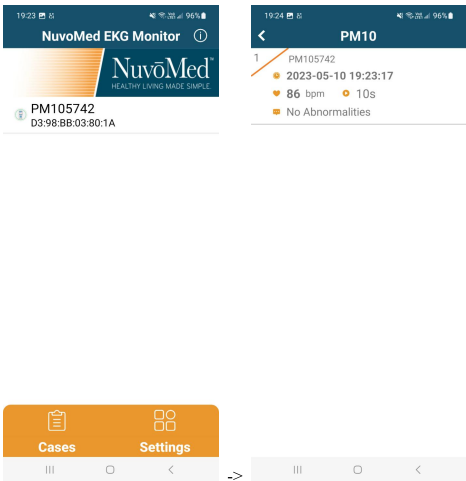 19:23 96%
NuvoMed EKG Monitor
NuvōMed™
HEALTHY LIVING MADE SIMPLE
PM105742
D3:98:BB:03:80:1A
Cases Settings
->
19:24 96%
PM10
1 PM105742
2023-05-10 19:23:17
86 bpm 10s
No Abnormalities